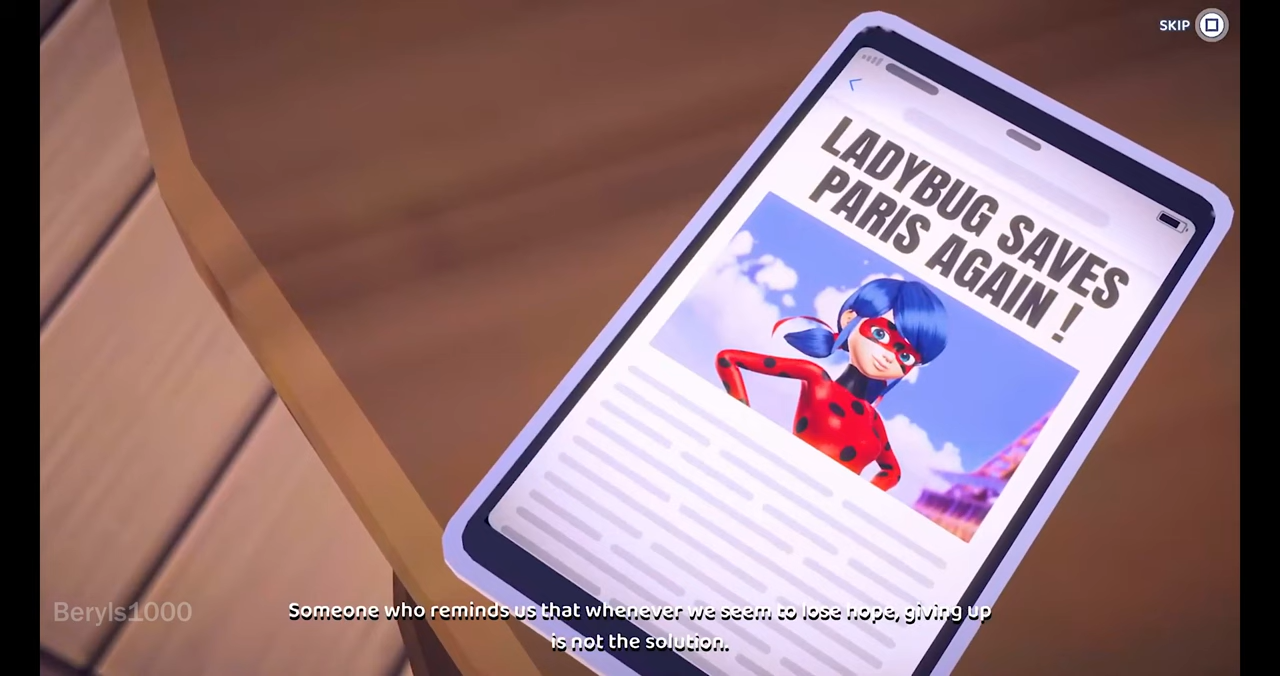 SKIP
LADYBUG SAVES
PARIS AGAIN !
Beryls1000
Someone who reminds us that whenever we seem to lose hope, giving up
is not the solution.